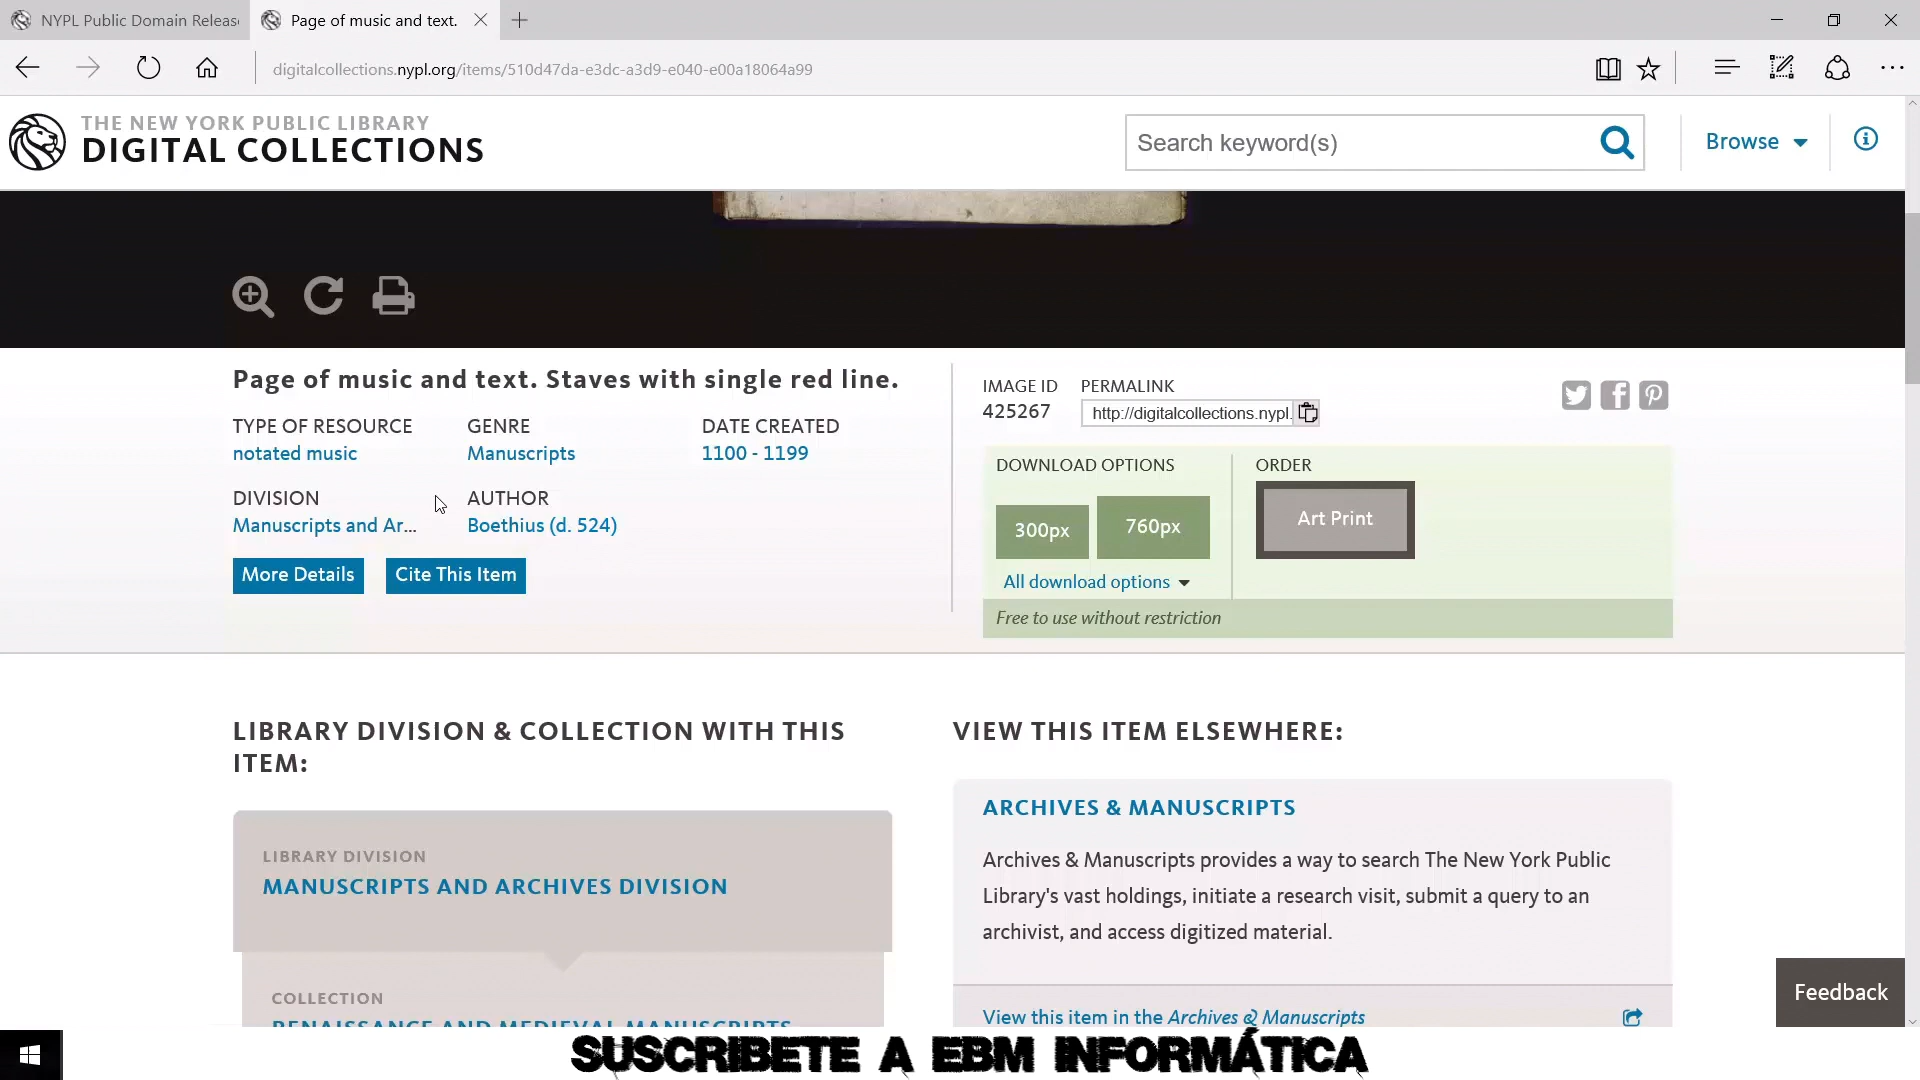 NYPL Public Domain Releas
Page of music and text.
digitalcollections.nypl.org/items/510d47da-e3dc-a3d9-e040-e00a18064a99
THE NEW YORK PUBLIC LIBRARY
DIGITAL COLLECTIONS
Search keyword(s)
Browse
Page of music and text. Staves with single red line.
TYPE OF RESOURCE
notated music
GENRE
Manuscripts
DATE CREATED
1100 - 1199
DIVISION
Manuscripts and Ar...
AUTHOR
Boethius (d. 524)
More Details
Cite This Item
IMAGE ID
425267
PERMALINK
http://digitalcollections.nypl.
DOWNLOAD OPTIONS
300px
760px
All download options
ORDER
Art Print
Free to use without restriction
LIBRARY DIVISION & COLLECTION WITH THIS
ITEM:
LIBRARY DIVISION
MANUSCRIPTS AND ARCHIVES DIVISION
COLLECTION
RENAISSANCE AND MEDIEVAL MANUSCRIPTS
VIEW THIS ITEM ELSEWHERE:
ARCHIVES & MANUSCRIPTS
Archives & Manuscripts provides a way to search The New York Public
Library's vast holdings, initiate a research visit, submit a query to an
archivist, and access digitized material.
View this item in the Archives & Manuscripts
Feedback
SUSCRIBETE A EBM INFORMÁTICA